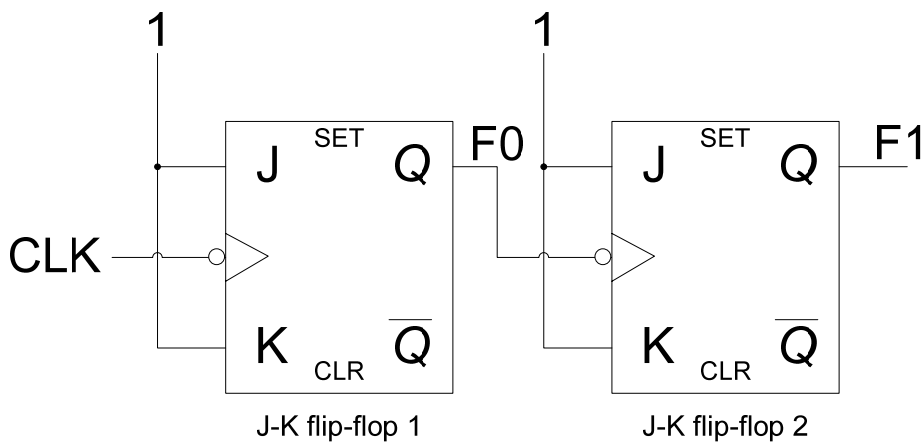 1 1
SET SET
J Q F0 J Q F1
CLK
K Q̅ K Q̅
CLR CLR
J-K flip-flop 1 J-K flip-flop 2